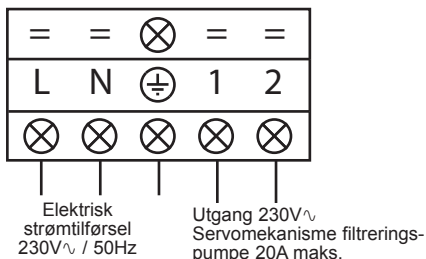 = = = =
L N 1 2
Elektrisk
strømtilførsel
230V∿ / 50Hz
Utgang 230V∿
Servomekanisme filtrerings-
pumpe 20A maks.